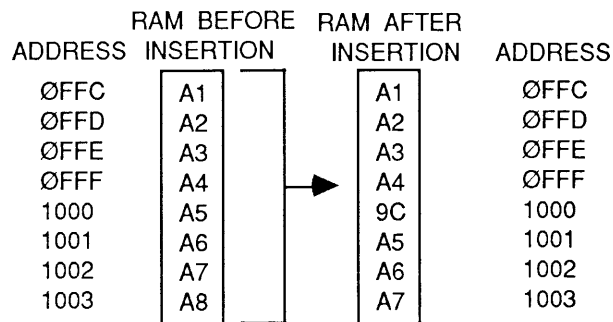 RAM BEFORE RAM AFTER
ADDRESS INSERTION INSERTION ADDRESS
ØFFC A1 A1 ØFFC
ØFFD A2 A2 ØFFD
ØFFE A3 A3 ØFFE
ØFFF A4 A4 ØFFF
1000 A5 9C 1000
1001 A6 A5 1001
1002 A7 A6 1002
1003 A8 A7 1003